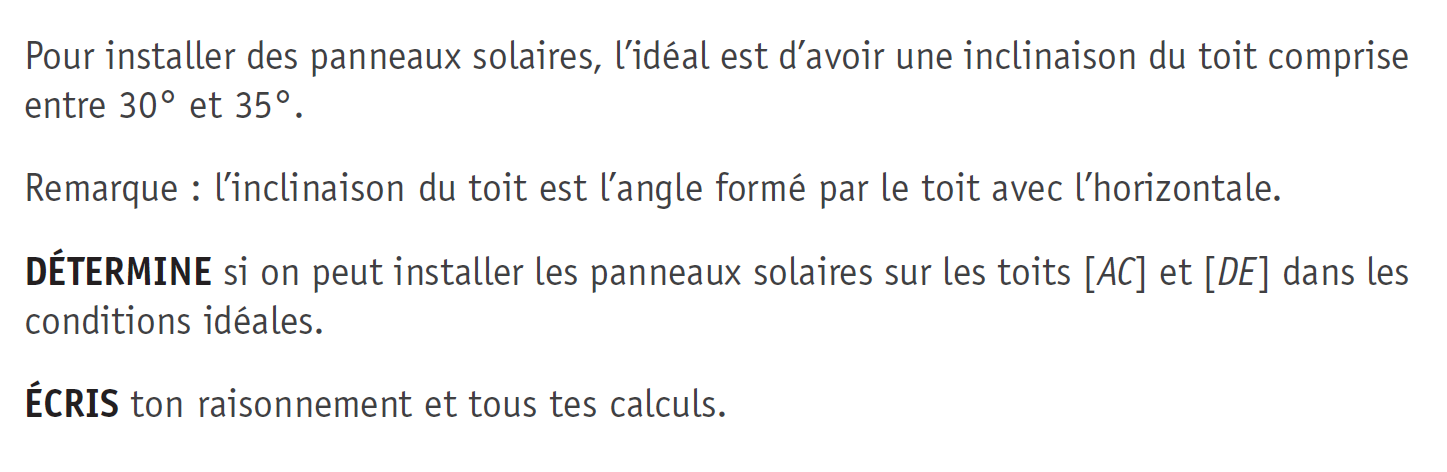 Pour installer des panneaux solaires, l’idéal est d’avoir une inclinaison du toit comprise
entre 30° et 35°.
Remarque : l’inclinaison du toit est l’angle formé par le toit avec l’horizontale.
DÉTERMINE si on peut installer les panneaux solaires sur les toits [AC] et [DE] dans les
conditions idéales.
ÉCRIS ton raisonnement et tous tes calculs.